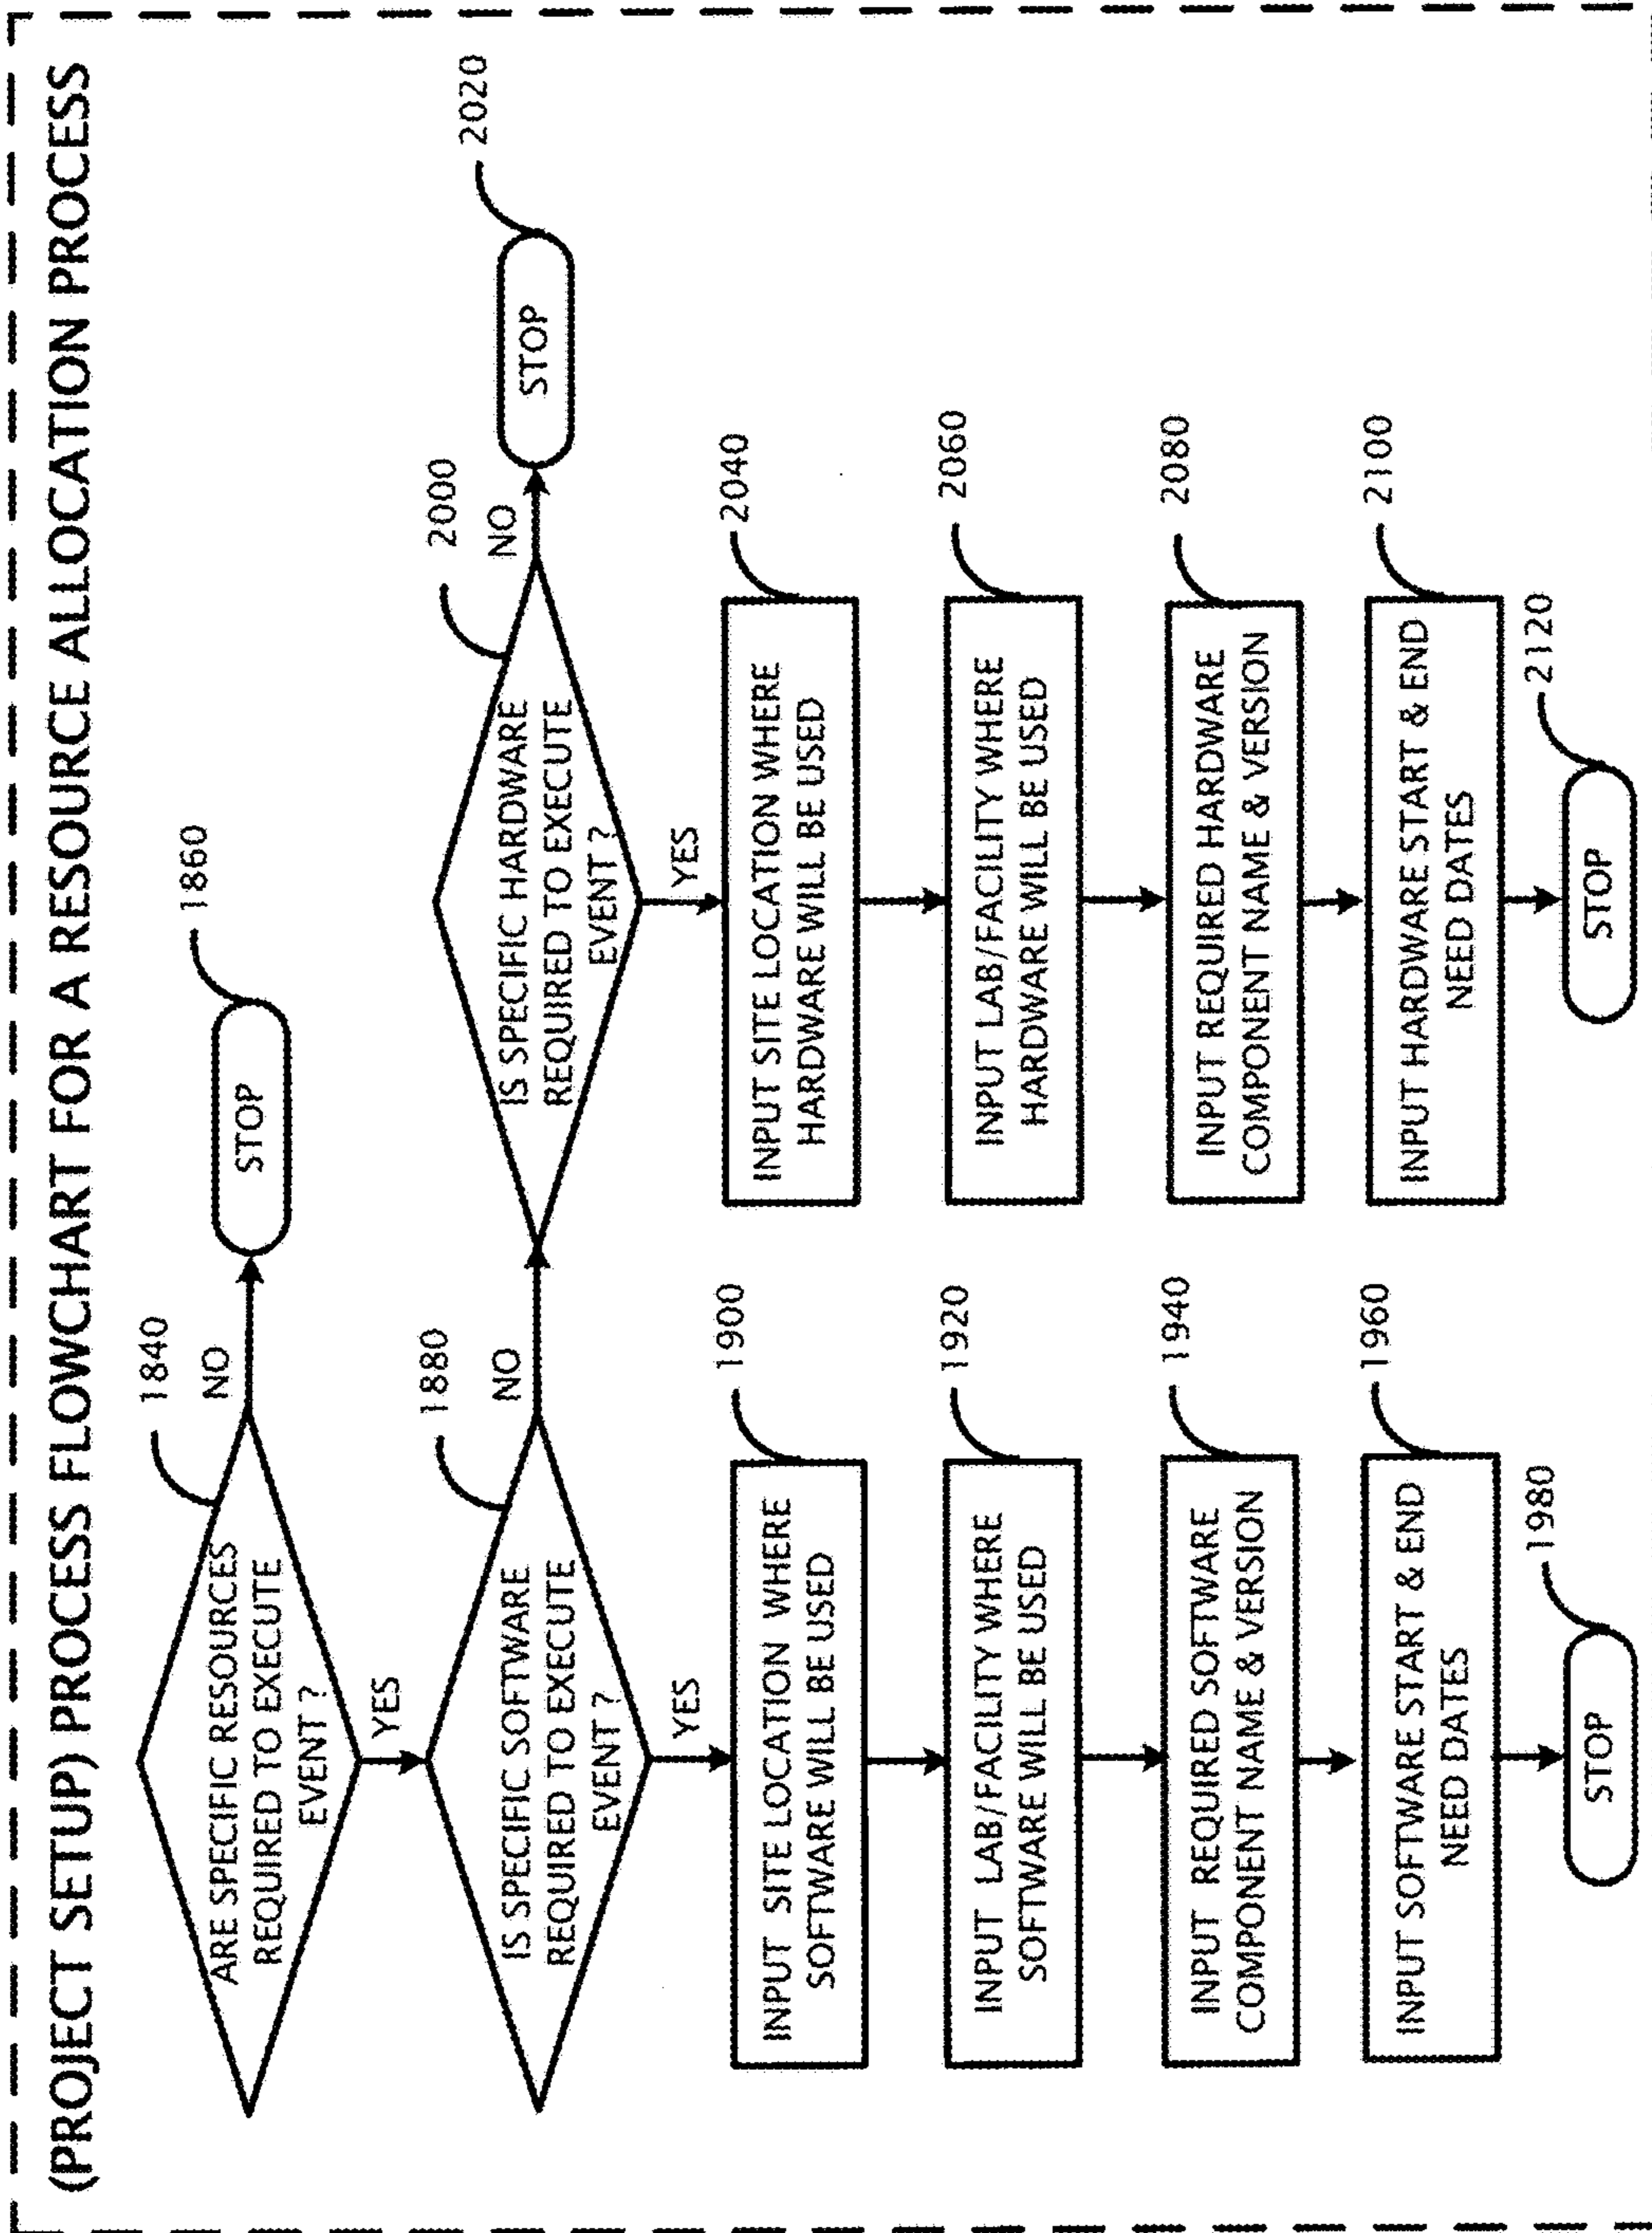 (PROJECT SETUP) PROCESS FLOWCHART FOR A RESOURCE ALLOCATION PROCESS
1840
ARE SPECIFIC RESOURCES
REQUIRED TO EXECUTE
EVENT ?
NO
1860
STOP
YES
1880
IS SPECIFIC SOFTWARE
REQUIRED TO EXECUTE
EVENT ?
NO
2000
IS SPECIFIC HARDWARE
REQUIRED TO EXECUTE
EVENT ?
NO
2020
STOP
YES
1900
INPUT SITE LOCATION WHERE
SOFTWARE WILL BE USED
1920
INPUT LAB/FACILITY WHERE
SOFTWARE WILL BE USED
1940
INPUT REQUIRED SOFTWARE
COMPONENT NAME & VERSION
1960
INPUT SOFTWARE START & END
NEED DATES
1980
STOP
YES
2040
INPUT SITE LOCATION WHERE
HARDWARE WILL BE USED
2060
INPUT LAB/FACILITY WHERE
HARDWARE WILL BE USED
2080
INPUT REQUIRED HARDWARE
COMPONENT NAME & VERSION
2100
INPUT HARDWARE START & END
NEED DATES
2120
STOP